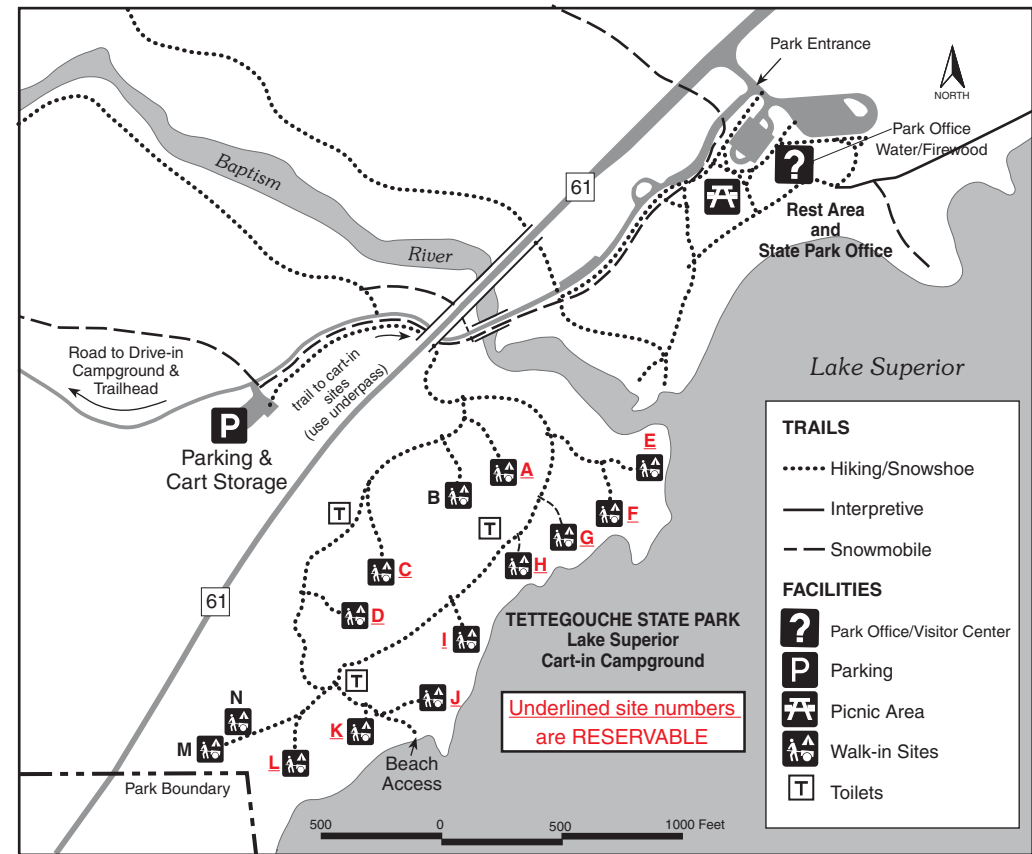 Park Entrance
NORTH
Park Office
Water/Firewood
?
Rest Area
and
State Park Office
Baptism
River
61
Lake Superior
Road to Drive-in
Campground &
Trailhead
trail to cart-in
sites
(use underpass)
P
Parking &
Cart Storage
A
B
C
D
E
F
G
H
I
J
K
L
M
N
T
T
T
61
TETTEGOUCHE STATE PARK
Lake Superior
Cart-in Campground
Underlined site numbers
are RESERVABLE
Beach
Access
Park Boundary
500 0 500 1000 Feet
TRAILS
Hiking/Snowshoe
Interpretive
Snowmobile
FACILITIES
? Park Office/Visitor Center
P Parking
Picnic Area
Walk-in Sites
T Toilets